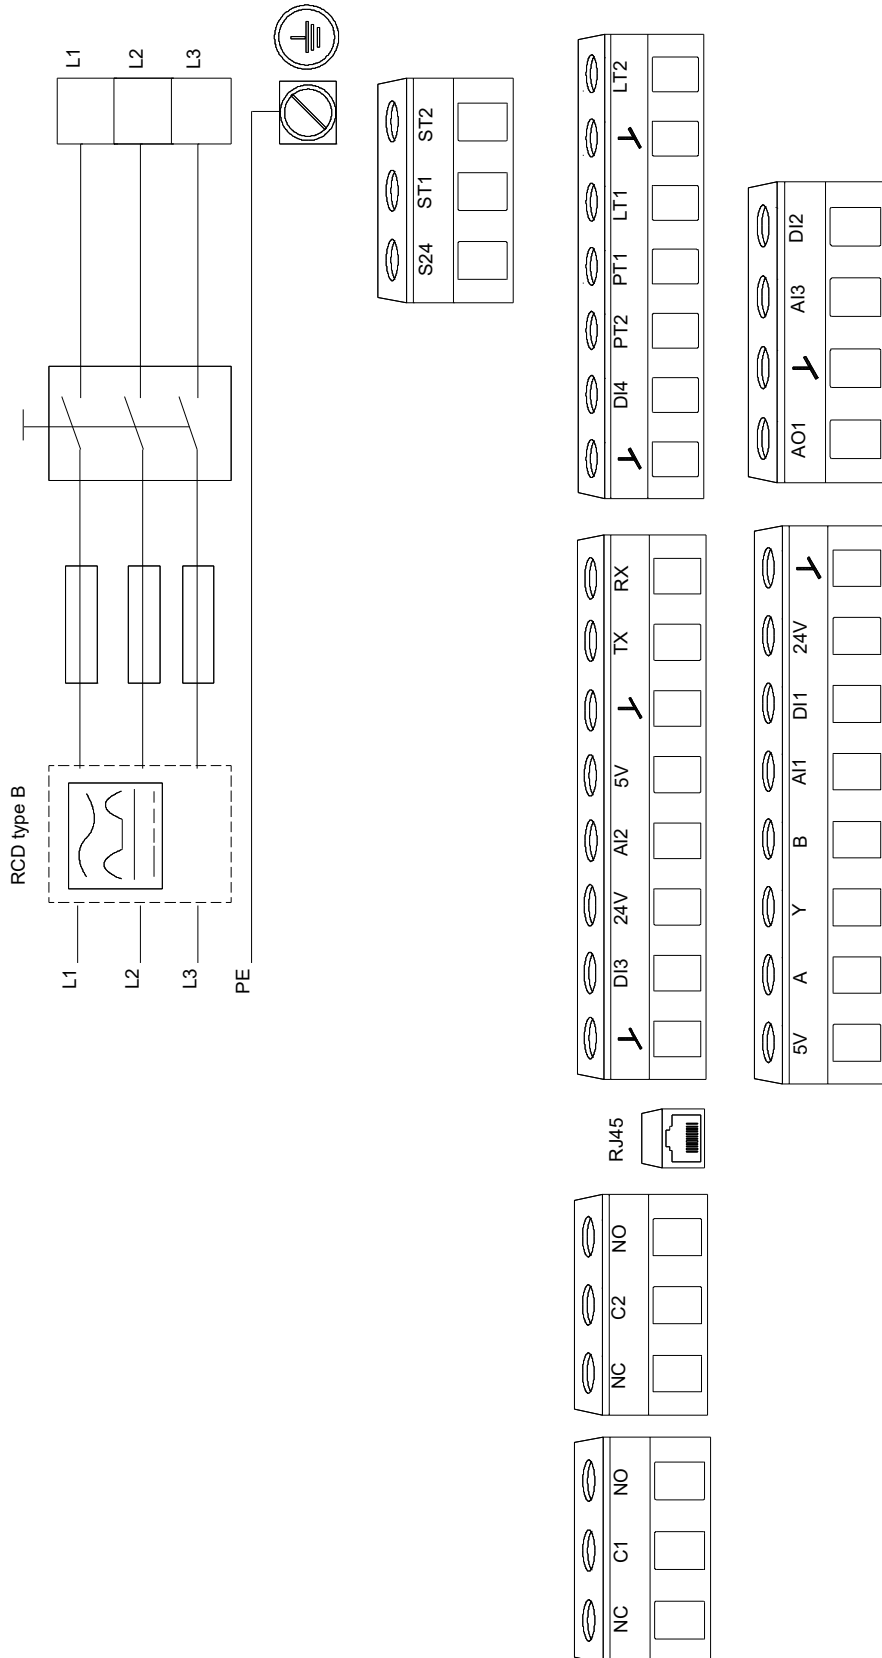 RCD type B
L1
L2
L3
PE
L1
L2
L3
S24 ST1 ST2
NC C1 NO
NC C2 NO
RJ45
DI3 24V AI2 5V TX RX
DI4 PT2 PT1 LT1 LT2
5V A Y B AI1 DI1 24V
AO1 AI3 DI2